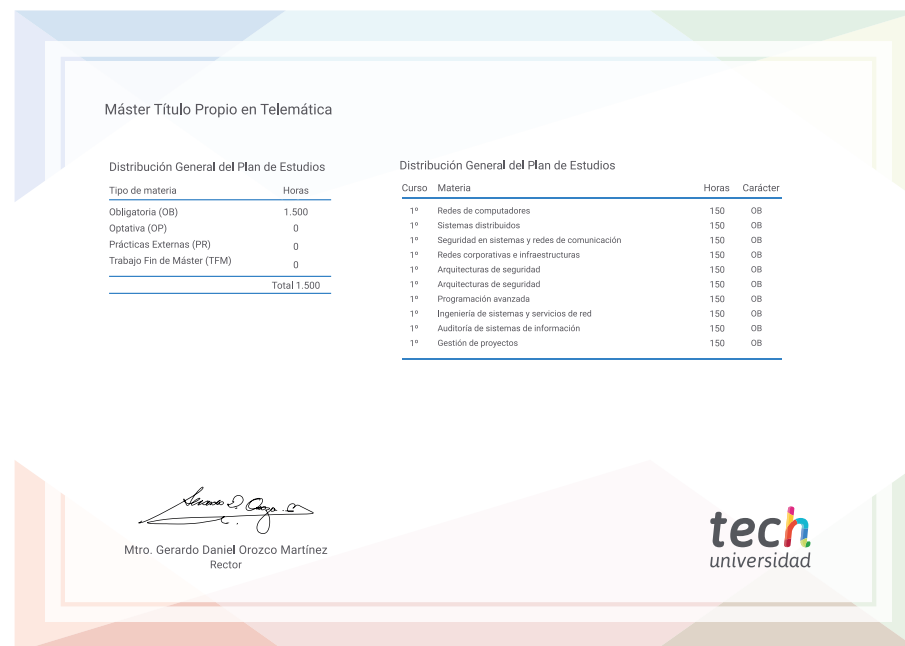 Máster Título Propio en Telemática
Distribución General del Plan de Estudios
Tipo de materia Horas
Obligatoria (OB) 1.500
Optativa (OP) 0
Prácticas Externas (PR) 0
Trabajo Fin de Máster (TFM) 0
Total 1.500
Distribución General del Plan de Estudios
Curso Materia Horas Carácter
1º Redes de computadores 150 OB
1º Sistemas distribuidos 150 OB
1º Seguridad en sistemas y redes de comunicación 150 OB
1º Redes corporativas e infraestructuras 150 OB
1º Arquitecturas de seguridad 150 OB
1º Arquitecturas de seguridad 150 OB
1º Programación avanzada 150 OB
1º Ingeniería de sistemas y servicios de red 150 OB
1º Auditoría de sistemas de información 150 OB
1º Gestión de proyectos 150 OB
Mtro. Gerardo Daniel Orozco Martínez
Rector
tech
universidad